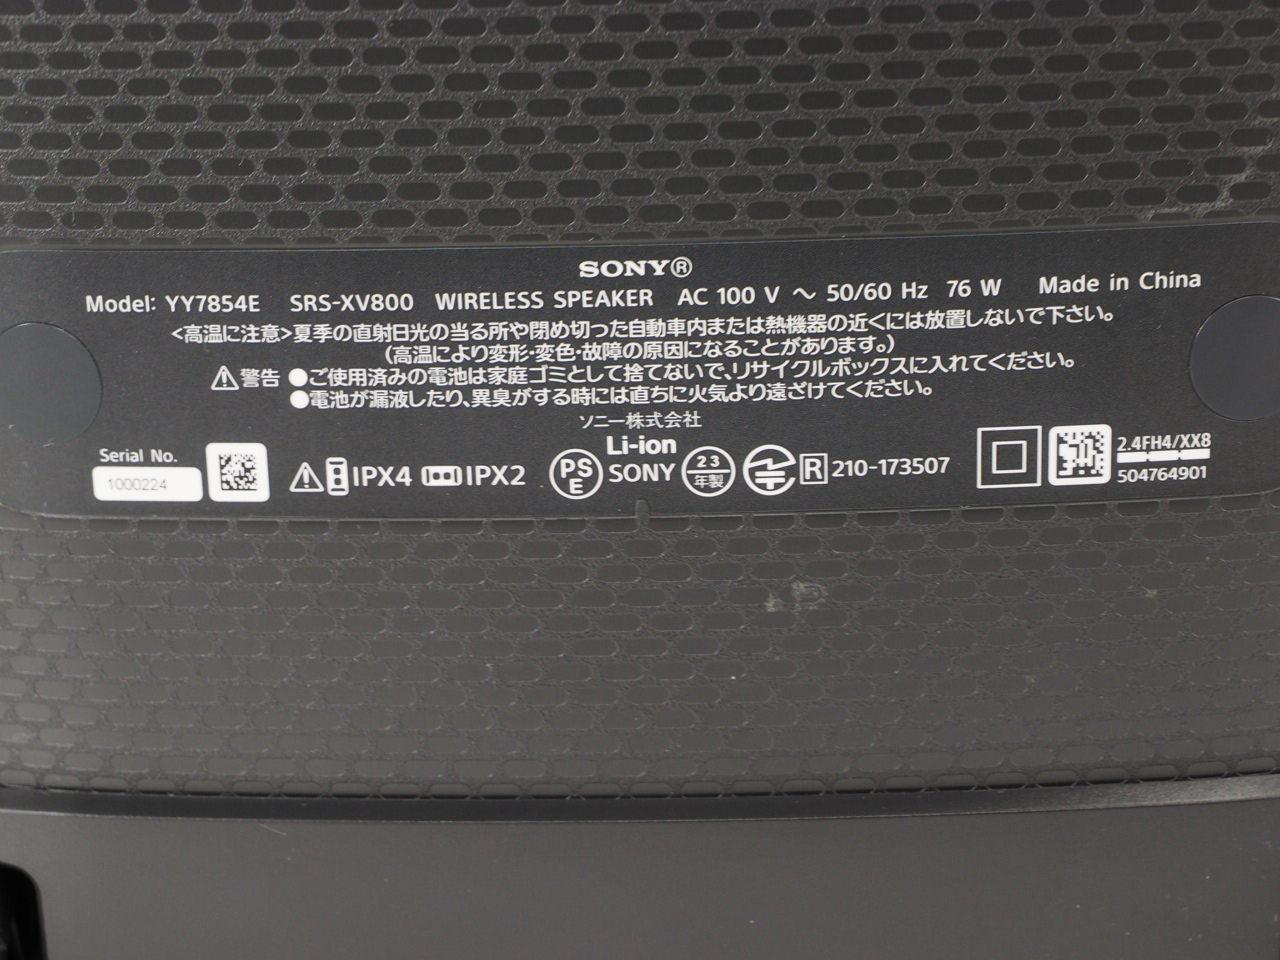 SONY®
Model: YY7854E SRS-XV800 WIRELESS SPEAKER AC 100 V ～ 50/60 Hz 76 W Made in China
<高温に注意>夏季の直射日光の当る所や閉め切った自動車内または熱機器の近くには放置しないで下さい。
(高温により変形・変色・故障の原因になることがあります。)
警告 ●ご使用済みの電池は家庭ゴミとして捨てないで、リサイクルボックスに入れてください。
●電池が漏液したり、異臭がする時には直ちに火気より遠ざけてください。
ソニー株式会社
Serial No.
1000224
IPX4 IPX2
PSE
Li-ion
SONY
23年製
R 210-173507
2.4FH4/XX8
504764901